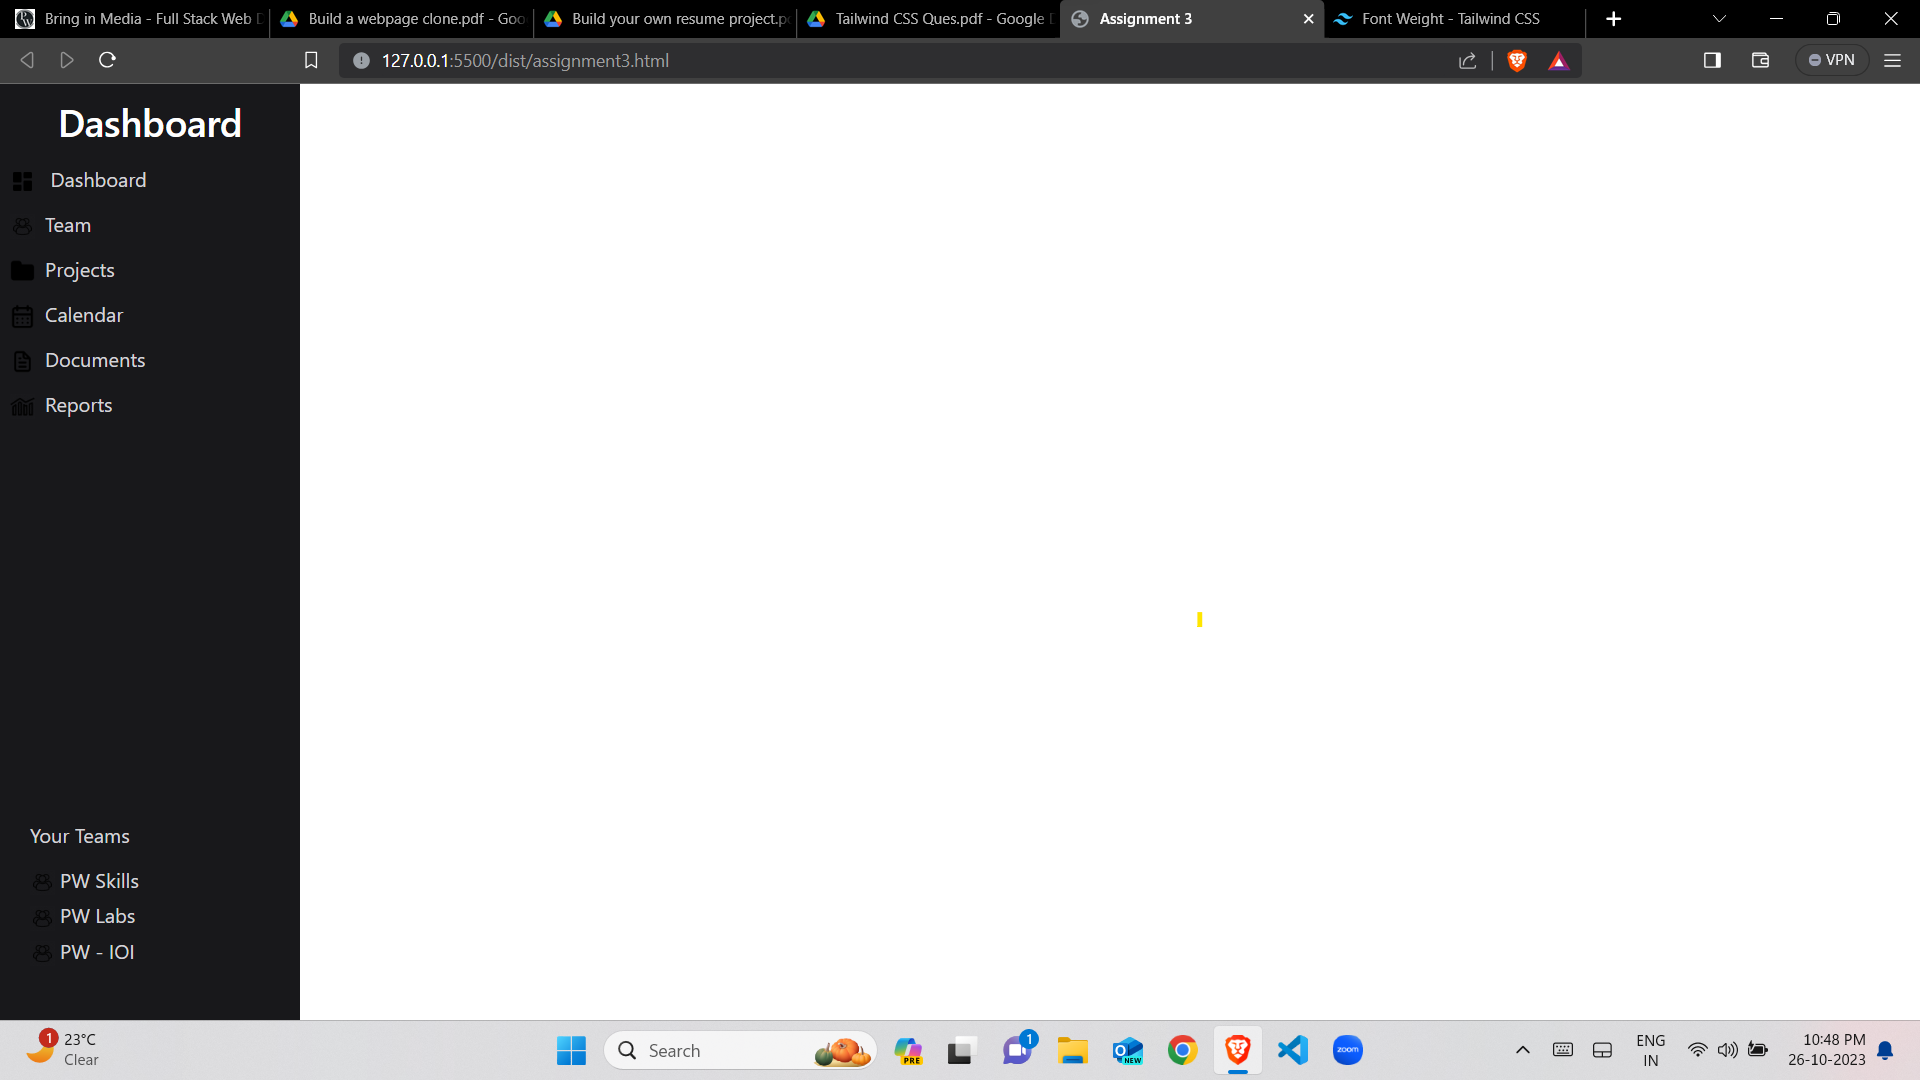 Bring in Media - Full Stack Web D
Build a webpage clone.pdf - Goo
Build your own resume project.p
Tailwind CSS Ques.pdf - Google D
Assignment 3
Font Weight - Tailwind CSS
127.0.0.1:5500/dist/assignment3.html
VPN
Dashboard
Dashboard
Team
Projects
Calendar
Documents
Reports
Your Teams
PW Skills
PW Labs
PW - IOI
1
23°C
Clear
Search
PRE
1
NEW
zoom
ENG
IN
10:48 PM
26-10-2023